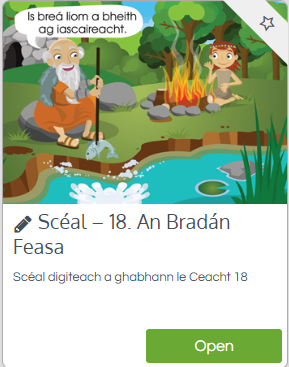 Is breá liom a bheith
ag iascaireacht.
Scéal – 18. An Bradán
Feasa
Scéal digiteach a ghabhann le Ceacht 18
Open